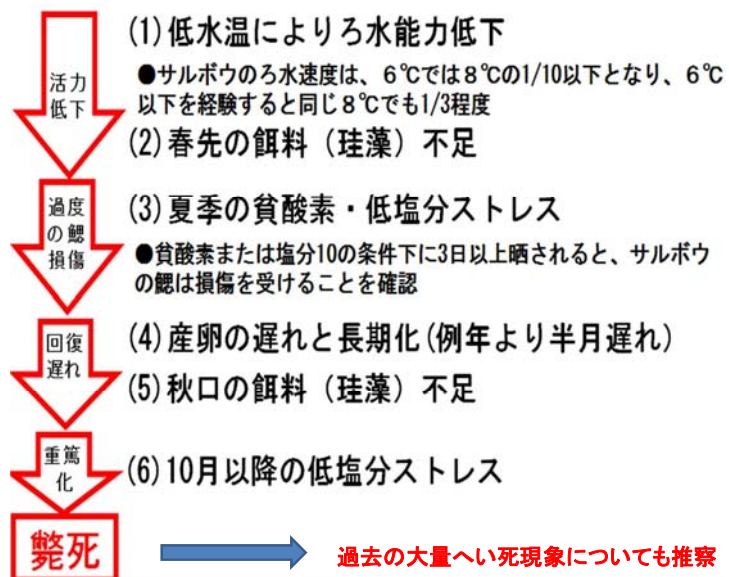 (1)低水温によりろ水能力低下
活力
低下
●サルボウのろ水速度は、6℃では8℃の1/10以下となり、6℃
以下を経験すると同じ8℃でも1/3程度
(2)春先の餌料（珪藻）不足
過度
の鰓
損傷
(3)夏季の貧酸素・低塩分ストレス
●貧酸素または塩分10の条件下に3日以上晒されると、サルボウ
の鰓は損傷を受けることを確認
回復
遅れ
(4)産卵の遅れと長期化(例年より半月遅れ)
(5)秋口の餌料（珪藻）不足
重篤
化
(6)10月以降の低塩分ストレス
斃死
過去の大量へい死現象についても推察